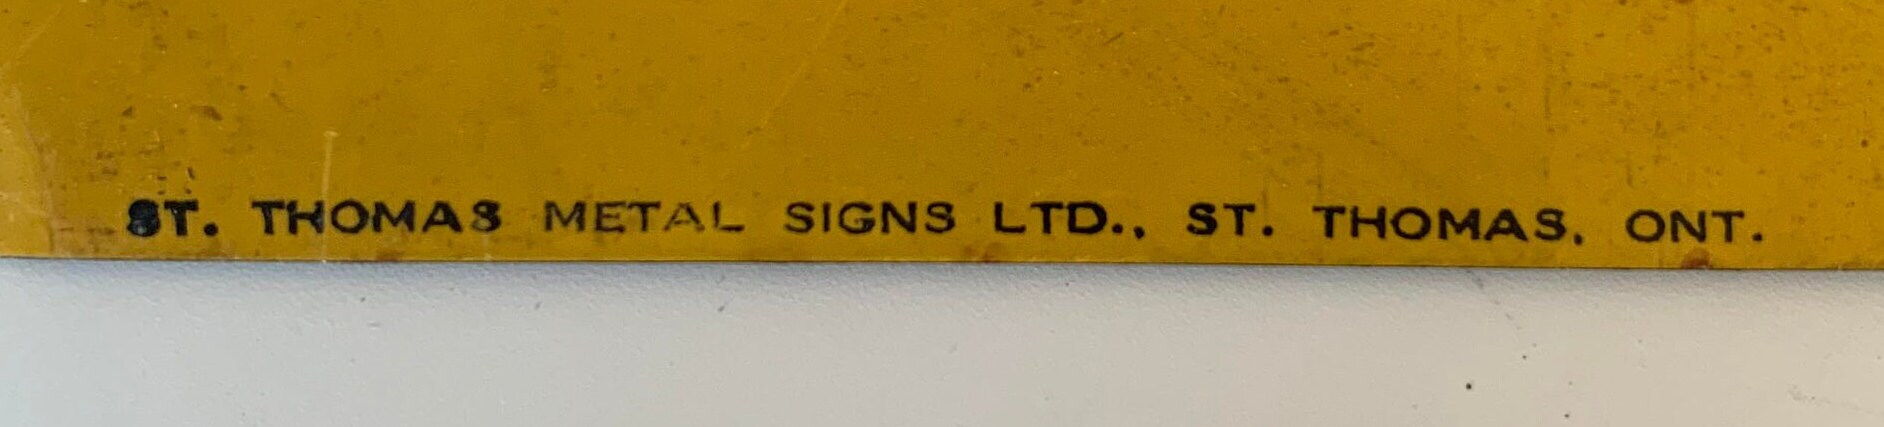 ST. THOMAS METAL SIGNS LTD., ST. THOMAS, ONT.